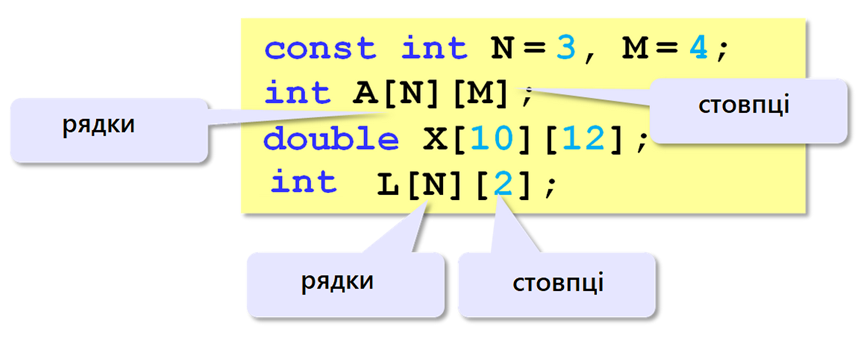 const int N = 3, M = 4;
int A[N][M];
стовпці
рядки
double X[10][12];
int L[N][2];
рядки
стовпці